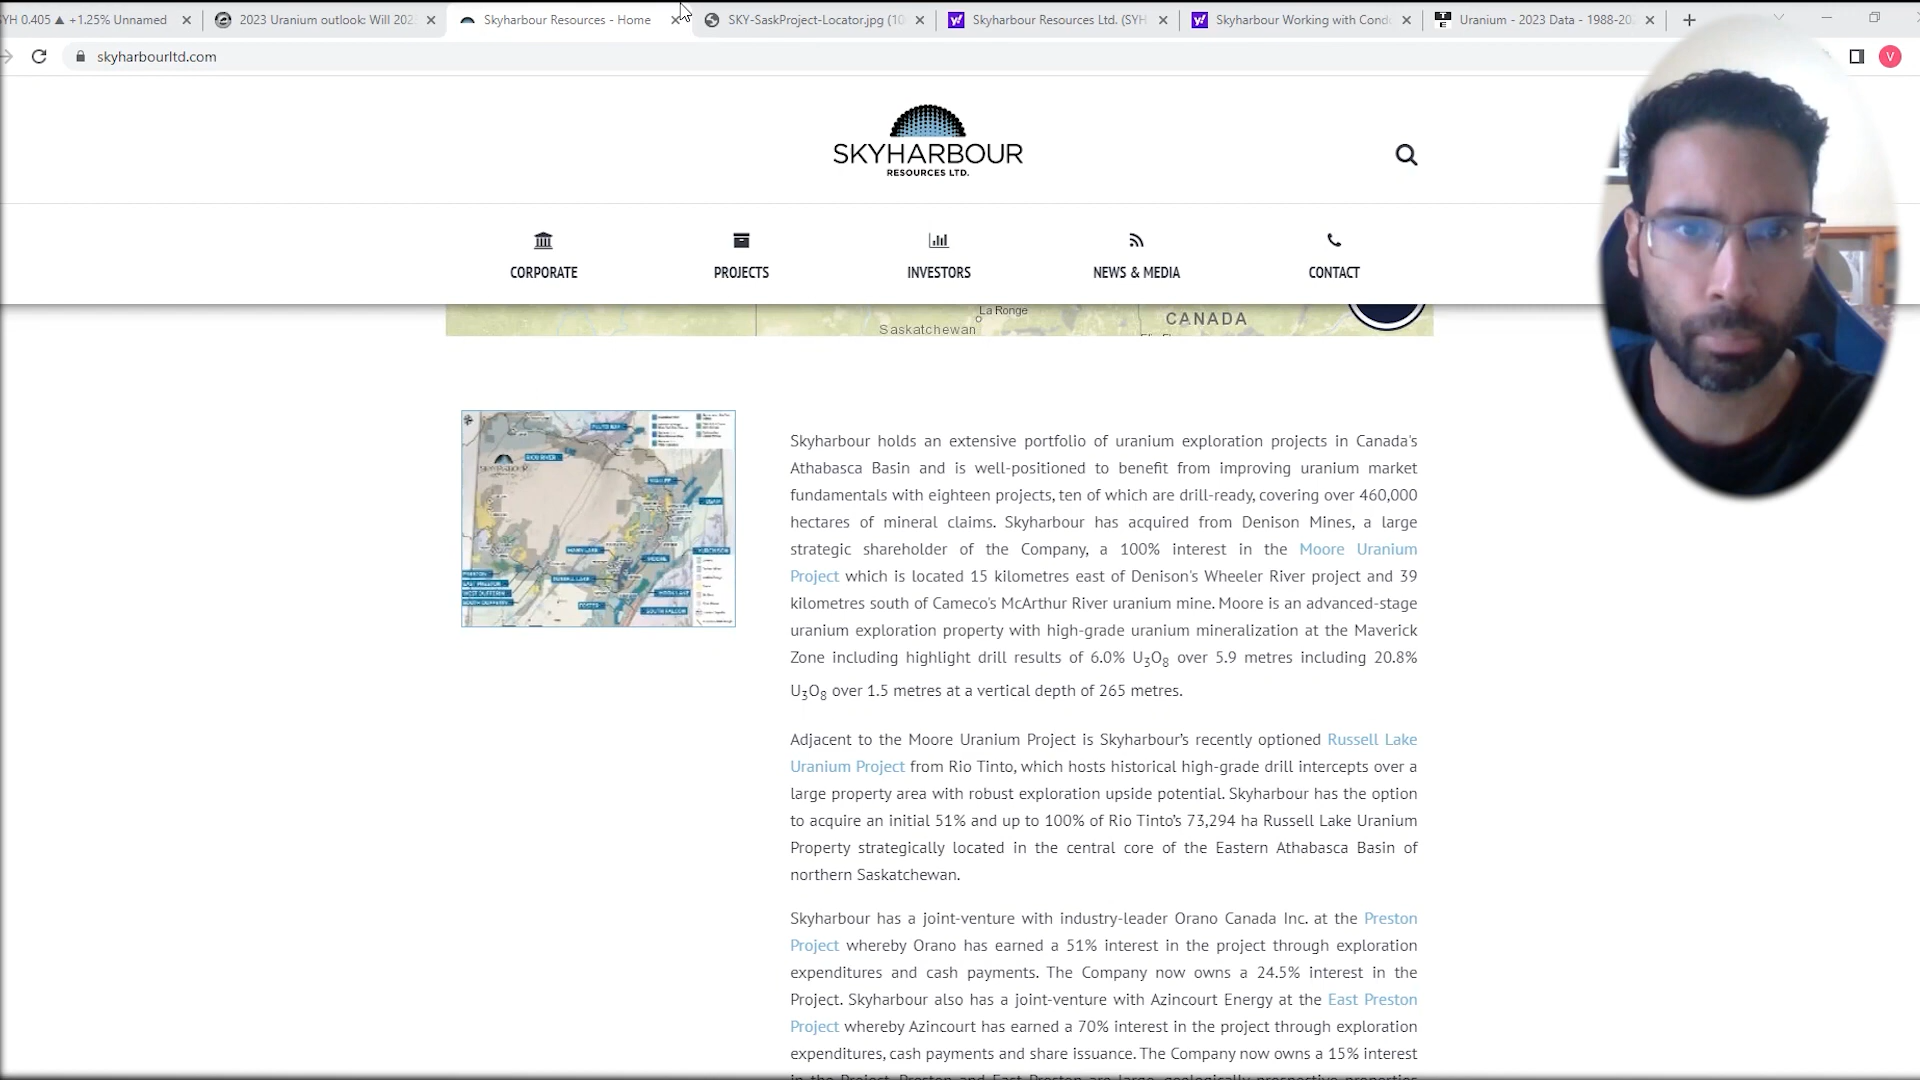 SYH 0.405 ▲ +1.25% Unnamed
2023 Uranium outlook: Will 202
Skyharbour Resources - Home
SKY-SaskProject-Locator.jpg (10
Skyharbour Resources Ltd. (SYH
Skyharbour Working with Cond
Uranium - 2023 Data - 1988-20
skyharbourltd.com
V
SKYHARBOUR
RESOURCES LTD.
CORPORATE
PROJECTS
INVESTORS
NEWS & MEDIA
CONTACT
La Ronge
Saskatchewan
CANADA
Skyharbour holds an extensive portfolio of uranium exploration projects in Canada's
Athabasca Basin and is well-positioned to benefit from improving uranium market
fundamentals with eighteen projects, ten of which are drill-ready, covering over 460,000
hectares of mineral claims. Skyharbour has acquired from Denison Mines, a large
strategic shareholder of the Company, a 100% interest in the Moore Uranium
Project which is located 15 kilometres east of Denison's Wheeler River project and 39
kilometres south of Cameco's McArthur River uranium mine. Moore is an advanced-stage
uranium exploration property with high-grade uranium mineralization at the Maverick
Zone including highlight drill results of 6.0% U₃O₈ over 5.9 metres including 20.8%
U₃O₈ over 1.5 metres at a vertical depth of 265 metres.
Adjacent to the Moore Uranium Project is Skyharbour's recently optioned Russell Lake
Uranium Project from Rio Tinto, which hosts historical high-grade drill intercepts over a
large property area with robust exploration upside potential. Skyharbour has the option
to acquire an initial 51% and up to 100% of Rio Tinto's 73,294 ha Russell Lake Uranium
Property strategically located in the central core of the Eastern Athabasca Basin of
northern Saskatchewan.
Skyharbour has a joint-venture with industry-leader Orano Canada Inc. at the Preston
Project whereby Orano has earned a 51% interest in the project through exploration
expenditures and cash payments. The Company now owns a 24.5% interest in the
Project. Skyharbour also has a joint-venture with Azincourt Energy at the East Preston
Project whereby Azincourt has earned a 70% interest in the project through exploration
expenditures, cash payments and share issuance. The Company now owns a 15% interest
in the Project. Preston and East Preston are large, geologically prospective properties